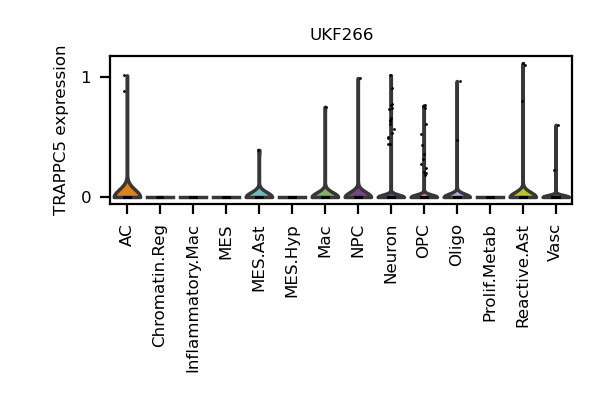 UKF266
TRAPPC5 expression
1
0
AC
Chromatin.Reg
Inflammatory.Mac
MES
MES.Ast
MES.Hyp
Mac
NPC
Neuron
OPC
Oligo
Prolif.Metab
Reactive.Ast
Vasc